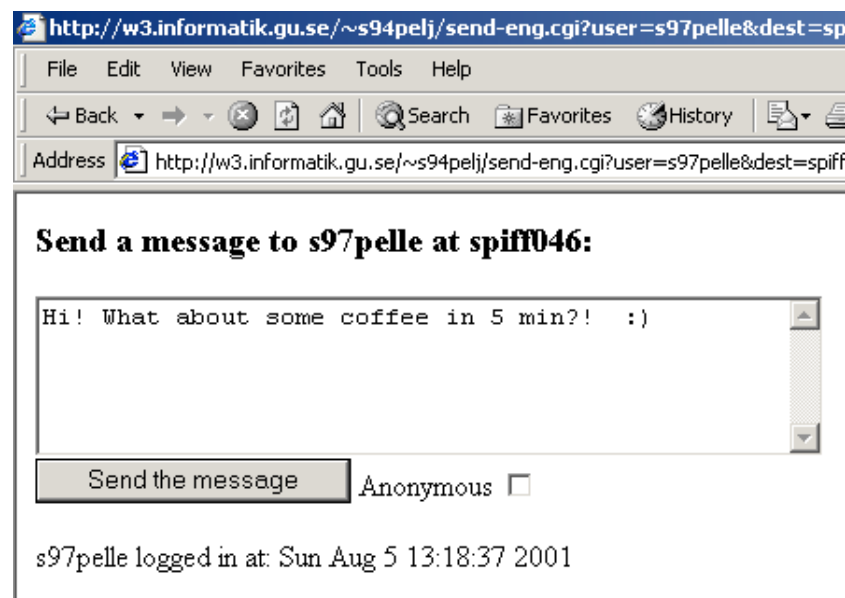 http://w3.informatik.gu.se/~s94pelj/send-eng.cgi?user=s97pelle&dest=sp
File Edit View Favorites Tools Help
Back Search Favorites History
Address http://w3.informatik.gu.se/~s94pelj/send-eng.cgi?user=s97pelle&dest=spiff
Send a message to s97pelle at spiff046:
Hi! What about some coffee in 5 min?! :)
Send the message Anonymous
s97pelle logged in at: Sun Aug 5 13:18:37 2001